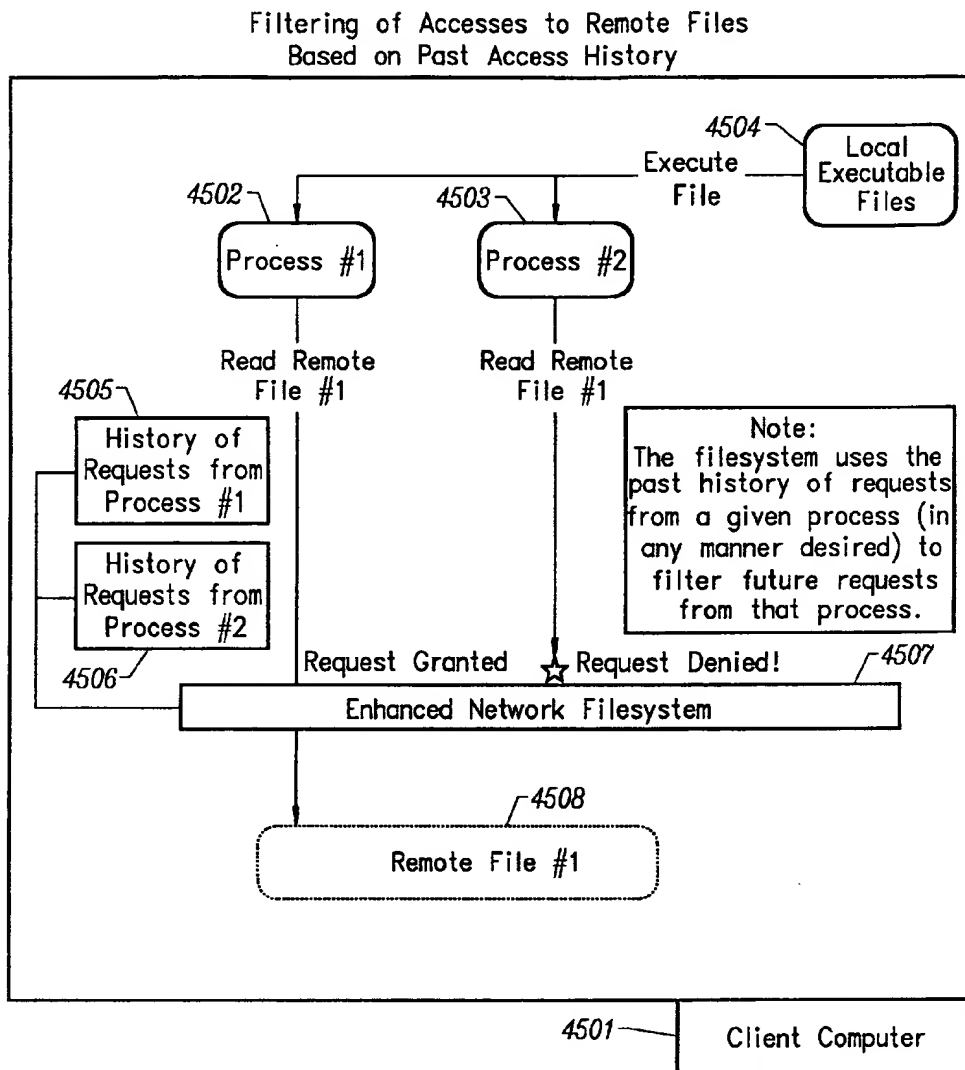 Filtering of Accesses to Remote Files
Based on Past Access History
4504
Local
Executable
Files
Execute
File
4502
4503
Process #1
Process #2
Read Remote
File #1
Read Remote
File #1
4505
History of
Requests from
Process #1
History of
Requests from
Process #2
4506
Note:
The filesystem uses the
past history of requests
from a given process (in
any manner desired) to
filter future requests
from that process.
Request Granted
Request Denied!
4507
Enhanced Network Filesystem
4508
Remote File #1
4501
Client Computer